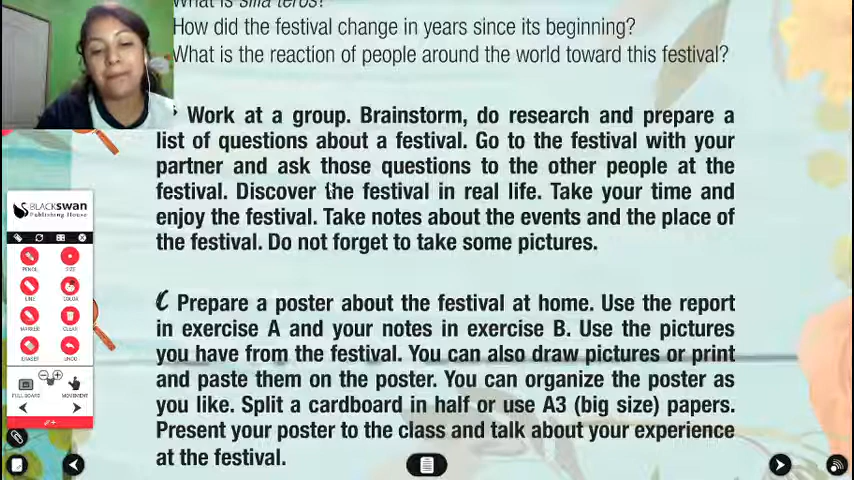 What is silla teros?
How did the festival change in years since its beginning?
What is the reaction of people around the world toward this festival?
Work at a group. Brainstorm, do research and prepare a
list of questions about a festival. Go to the festival with your
partner and ask those questions to the other people at the
festival. Discover the festival in real life. Take your time and
enjoy the festival. Take notes about the events and the place of
the festival. Do not forget to take some pictures.
C Prepare a poster about the festival at home. Use the report
in exercise A and your notes in exercise B. Use the pictures
you have from the festival. You can also draw pictures or print
and paste them on the poster. You can organize the poster as
you like. Split a cardboard in half or use A3 (big size) papers.
Present your poster to the class and talk about your experience
at the festival.
BLACKSWAN
Publishing House
PENCIL SIZE
LINE COLOR
MARKER CLEAR
ERASER UNDO
FULL BOARD MOVEMENT